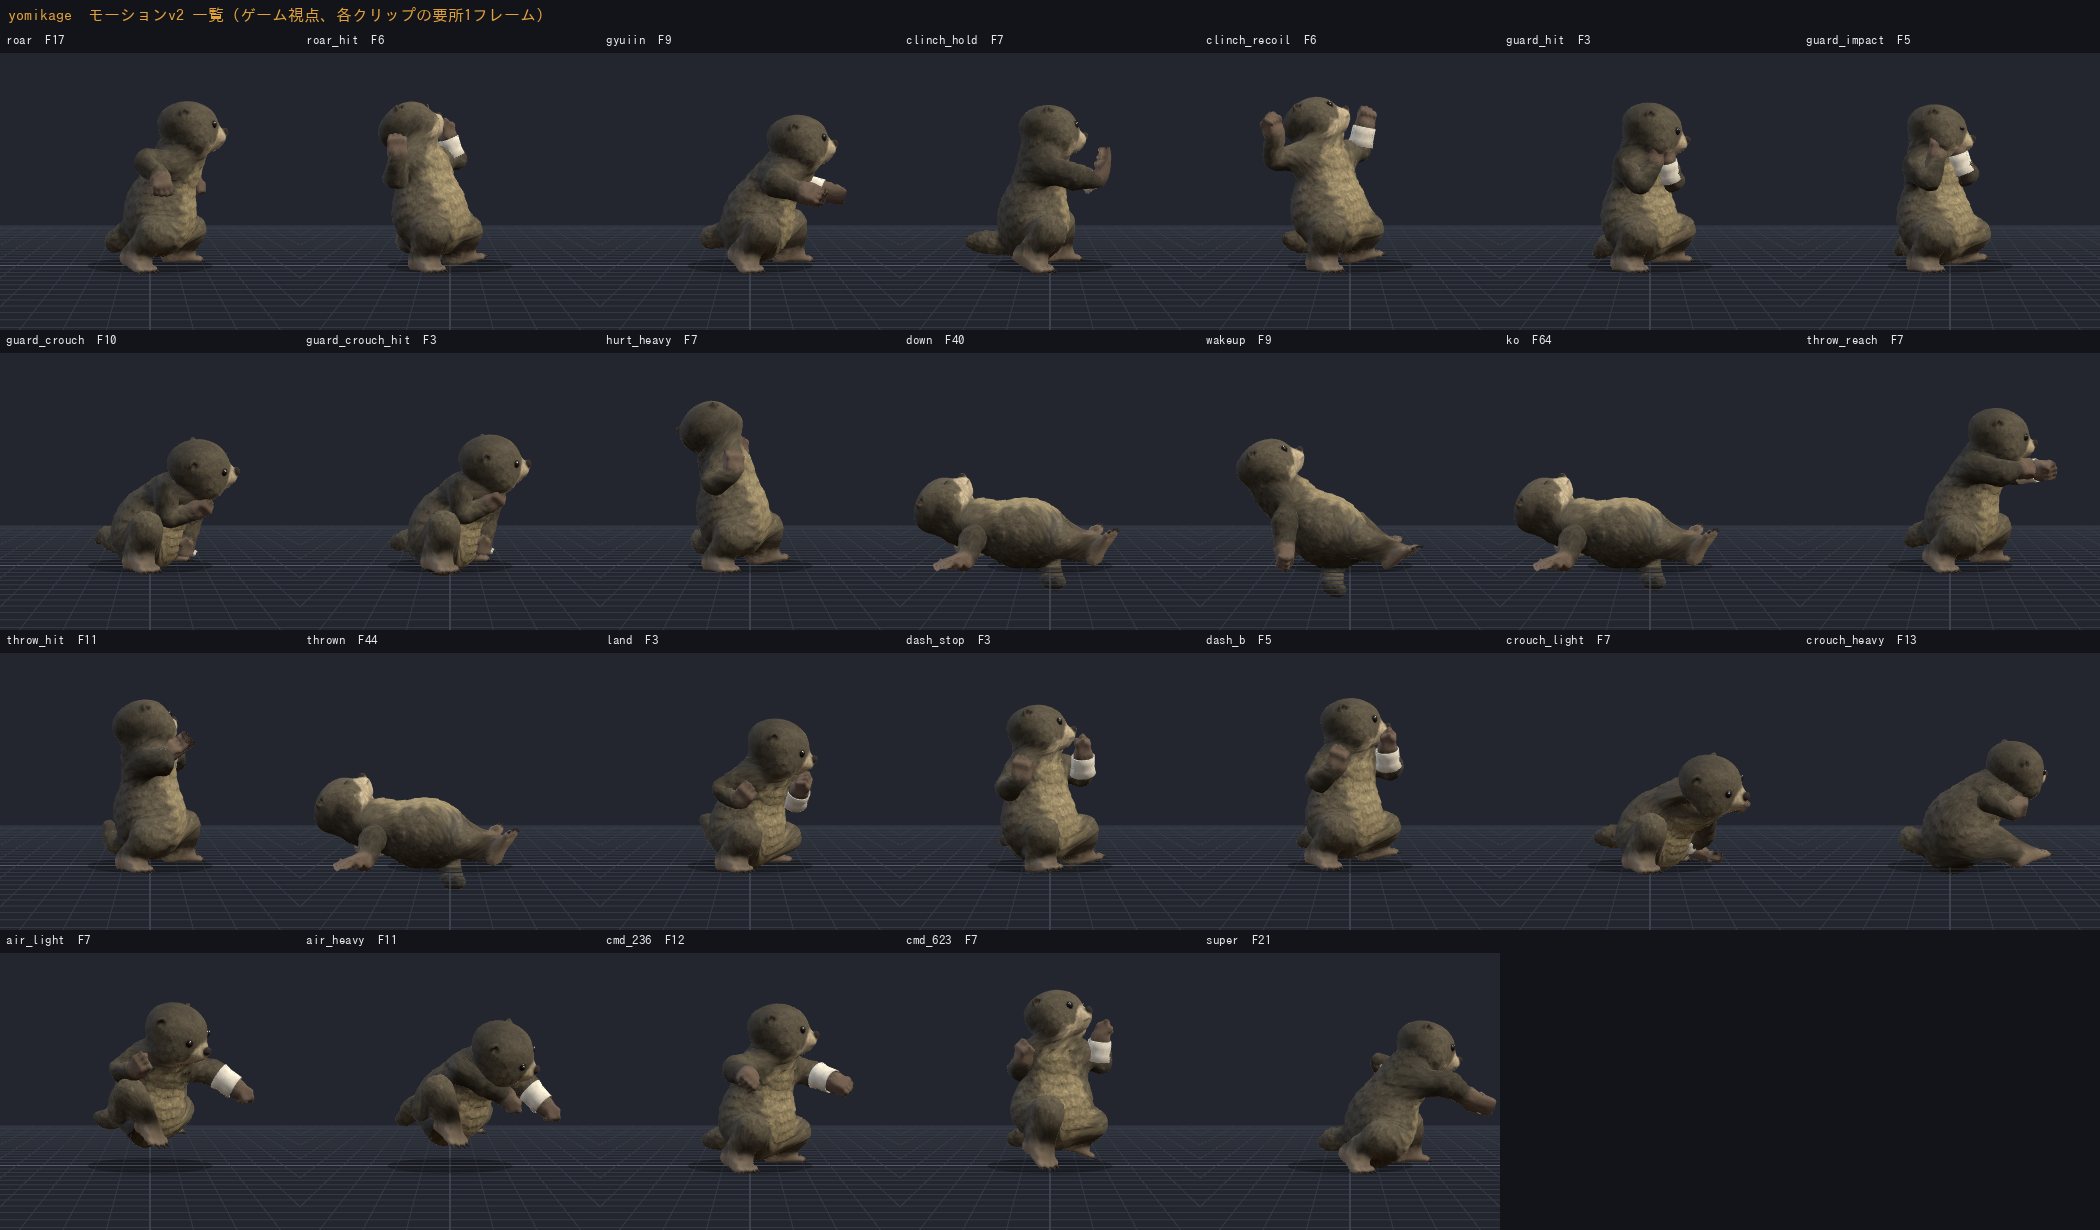 yomikage モーションv2 一覧（ゲーム視点、各クリップの要所1フレーム）
roar F17 roar_hit F6 gyuiin F9 clinch_hold F7 clinch_recoil F6 guard_hit F3 guard_impact F5
guard_crouch F10 guard_crouch_hit F3 hurt_heavy F7 down F40 wakeup F9 ko F64 throw_reach F7
throw_hit F11 thrown F44 land F3 dash_stop F3 dash_b F5 crouch_light F7 crouch_heavy F13
air_light F7 air_heavy F11 cmd_236 F12 cmd_623 F7 super F21